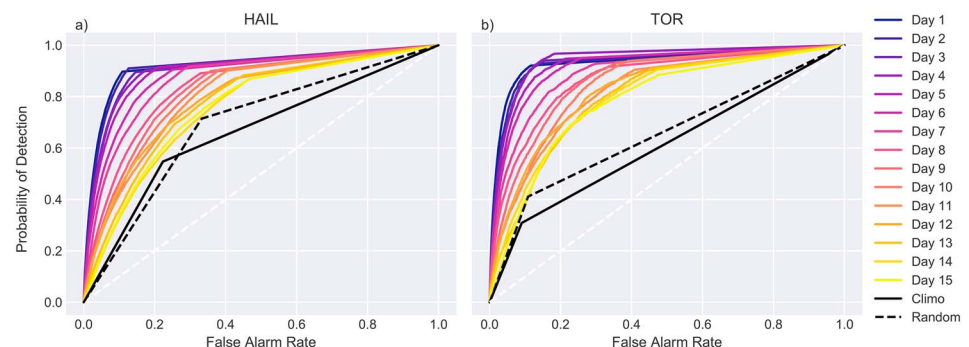 a) HAIL
b) TOR
1.0
0.8
0.6
0.4
0.2
0.0
Probability of Detection
0.0 0.2 0.4 0.6 0.8 1.0
False Alarm Rate
0.0 0.2 0.4 0.6 0.8 1.0
False Alarm Rate
Day 1
Day 2
Day 3
Day 4
Day 5
Day 6
Day 7
Day 8
Day 9
Day 10
Day 11
Day 12
Day 13
Day 14
Day 15
Climo
Random